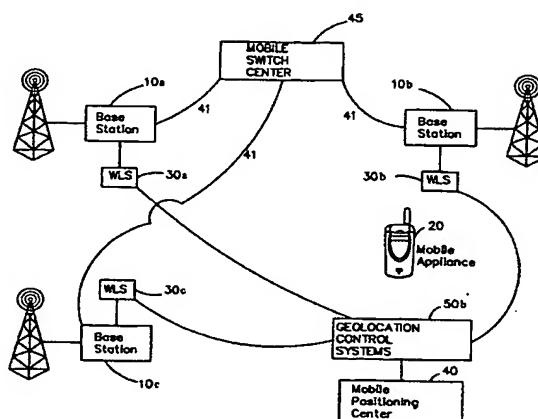 45
MOBILE
SWITCH
CENTER
10a
10b
41
41
41
Base
Station
Base
Station
WLS
30a
30b
WLS
20
Mobile
Appliance
WLS
30c
50b
Base
Station
GEOLOCATION
CONTROL
SYSTEMS
10c
40
Mobile
Positioning
Center